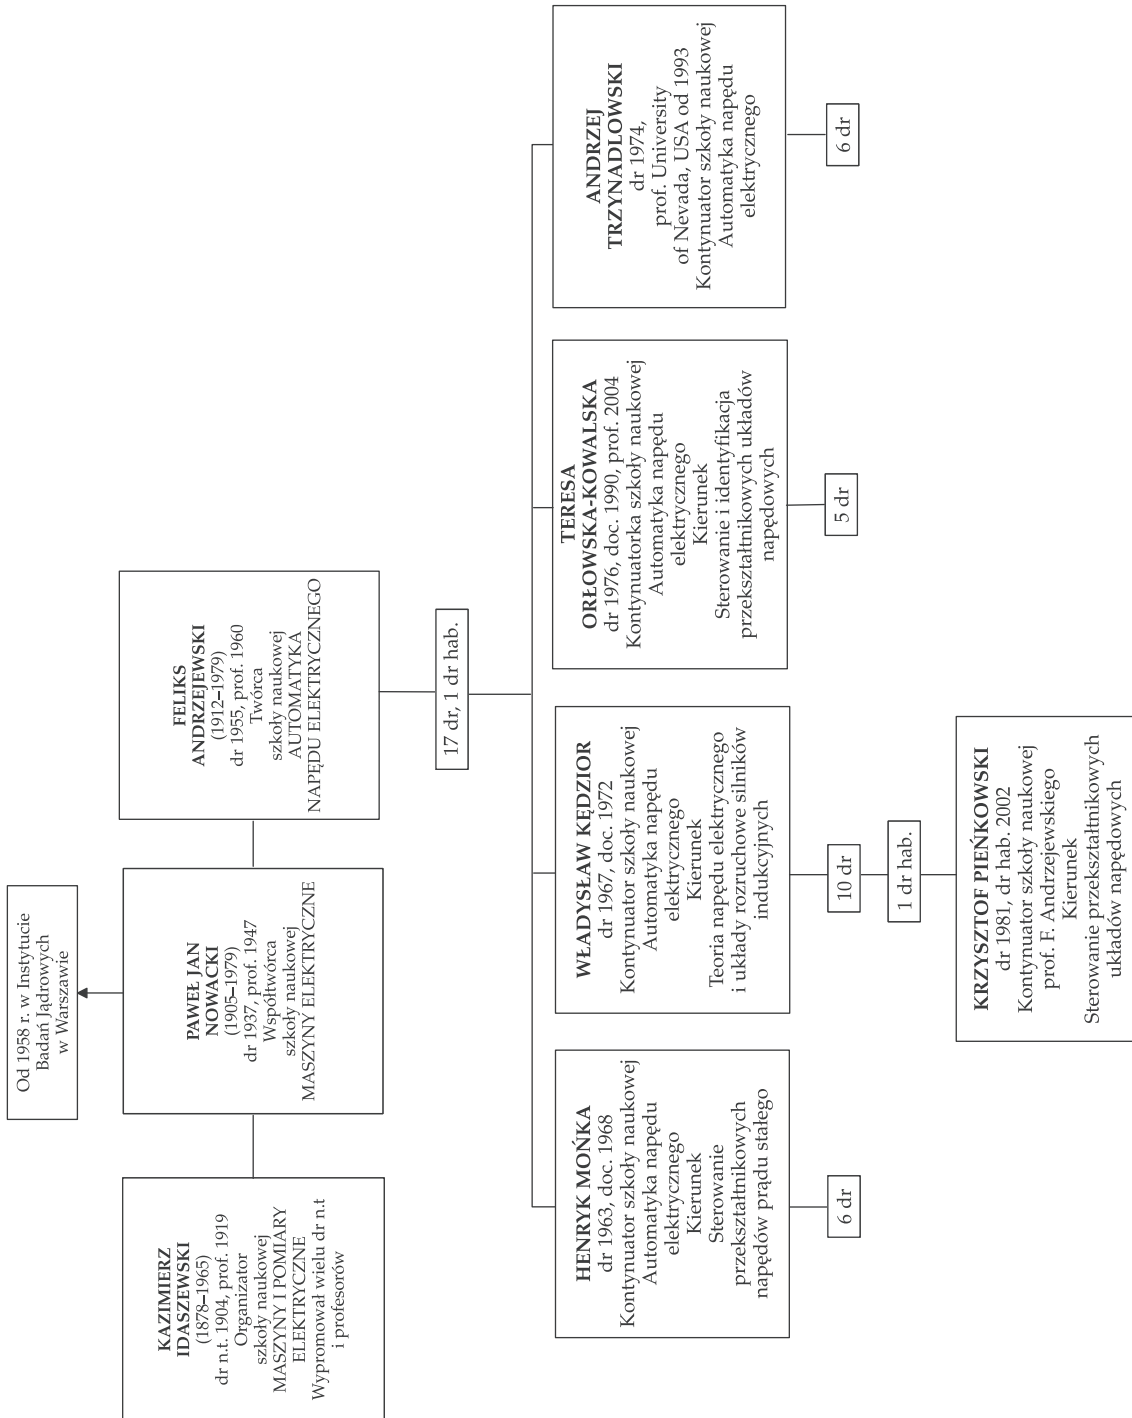 Od 1958 r. w Instytucie
Badań Jądrowych
w Warszawie
KAZIMIERZ
IDASZEWSKI
(1878–1965)
dr n.t. 1904, prof. 1919
Organizator
szkoły naukowej
MASZYNY I POMIARY
ELEKTRYCZNE
Wypromował wielu dr n.t
i profesorów
PAWEŁ JAN
NOWACKI
(1905–1979)
dr 1937, prof. 1947
Współtwórca
szkoły naukowej
MASZYNY ELEKTRYCZNE
FELIKS
ANDRZEJEWSKI
(1912–1979)
dr 1955, prof. 1960
Twórca
szkoły naukowej
AUTOMATYKA
NAPĘDU ELEKTRYCZNEGO
17 dr, 1 dr hab.
HENRYK MOŃKA
dr 1963, doc. 1968
Kontynuator szkoły naukowej
Automatyka napędu
elektrycznego
Kierunek
Sterowanie
przekształtnikowych
napędów prądu stałego
6 dr
WŁADYSŁAW KĘDZIOR
dr 1967, doc. 1972
Kontynuator szkoły naukowej
Automatyka napędu
elektrycznego
Kierunek
Teoria napędu elektrycznego
i układy rozruchowe silników
indukcyjnych
10 dr
1 dr hab.
KRZYSZTOF PIEŃKOWSKI
dr 1981, dr hab. 2002
Kontynuator szkoły naukowej
prof. F. Andrzejewskiego
Kierunek
Sterowanie przekształtnikowych
układów napędowych
TERESA
ORŁOWSKA-KOWALSKA
dr 1976, doc. 1990, prof. 2004
Kontynuatorka szkoły naukowej
Automatyka napędu
elektrycznego
Kierunek
Sterowanie i identyfikacja
przekształtnikowych układów
napędowych
5 dr
ANDRZEJ
TRZYNADLOWSKI
dr 1974,
prof. University
of Nevada, USA od 1993
Kontynuator szkoły naukowej
Automatyka napędu
elektrycznego
6 dr